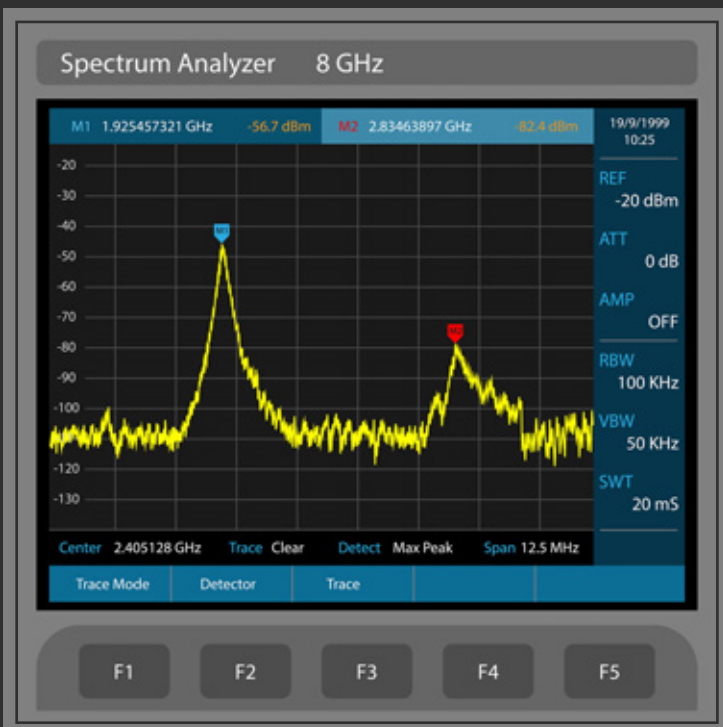 Spectrum Analyzer 8 GHz
M1 1.925457321 GHz -56.7 dBm M2 2.83463897 GHz -82.4 dBm
19/9/1999
10:25
-20
-30
-40
-50
-60
-70
-80
-90
-100
-120
-130
M1
M2
REF
-20 dBm
ATT
0 dB
AMP
OFF
RBW
100 KHz
VBW
50 KHz
SWT
20 mS
Center 2.405128 GHz Trace Clear Detect Max Peak Span 12.5 MHz
Trace Mode Detector Trace
F1 F2 F3 F4 F5